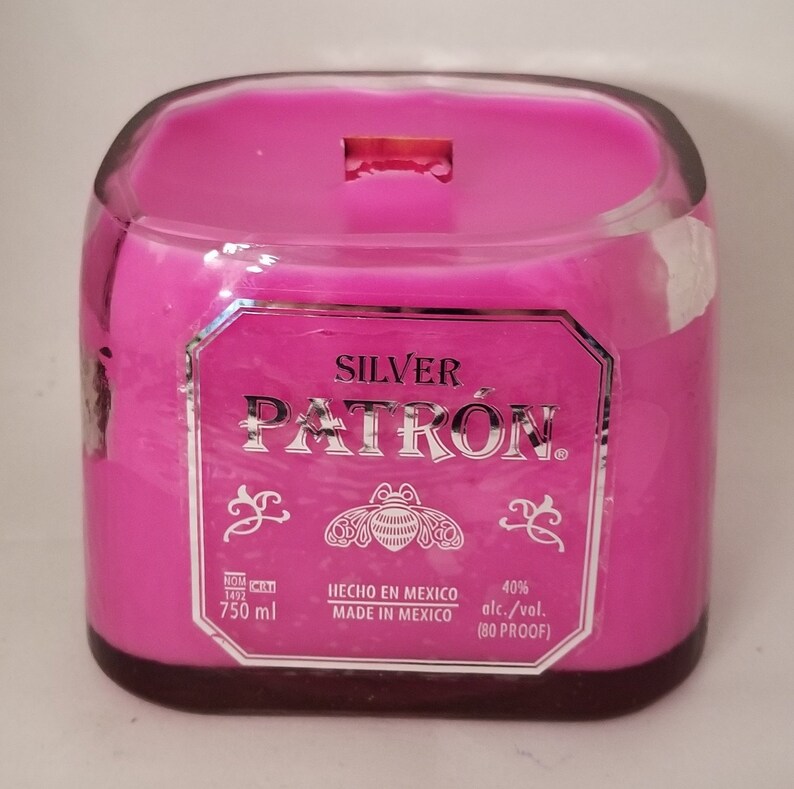 SILVER
PATRÓN®
NOM CRT
1492
750 ml
HECHO EN MEXICO
MADE IN MEXICO
40%
alc./vol.
(80 PROOF)